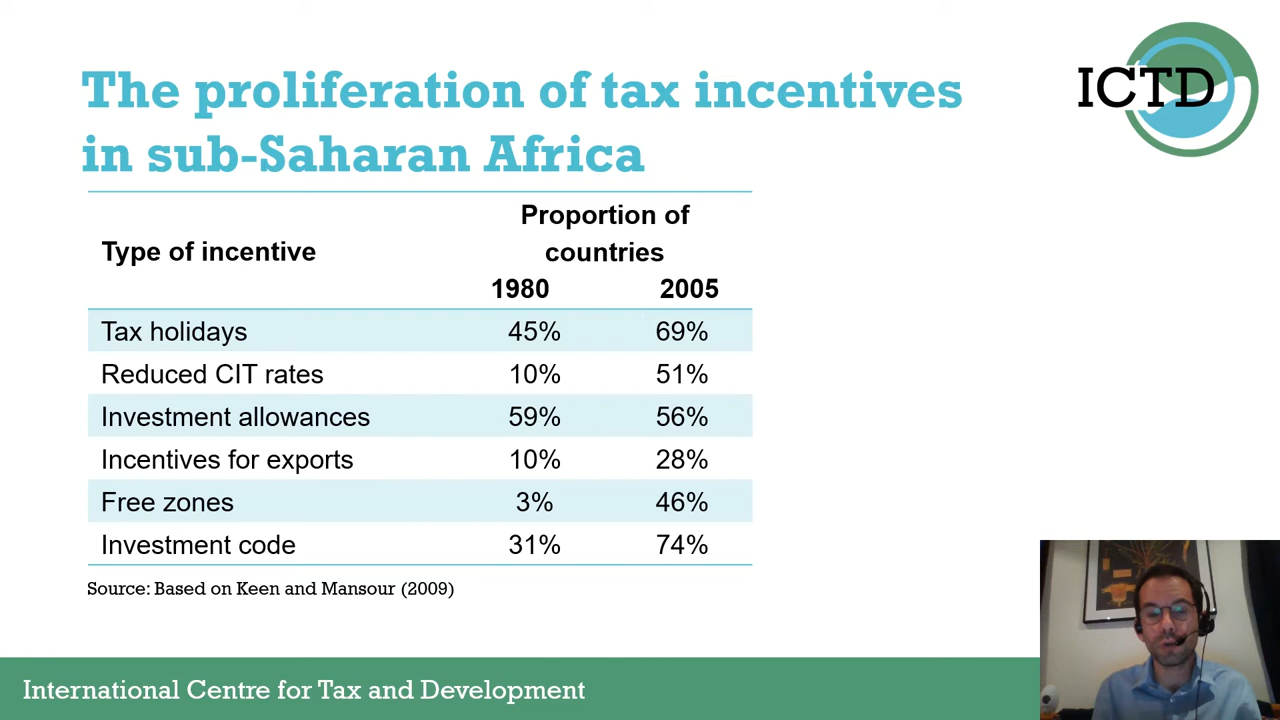 The proliferation of tax incentives
in sub-Saharan Africa
ICTD
Type of incentive
Proportion of
countries
1980 2005
Tax holidays 45% 69%
Reduced CIT rates 10% 51%
Investment allowances 59% 56%
Incentives for exports 10% 28%
Free zones 3% 46%
Investment code 31% 74%
Source: Based on Keen and Mansour (2009)
International Centre for Tax and Development